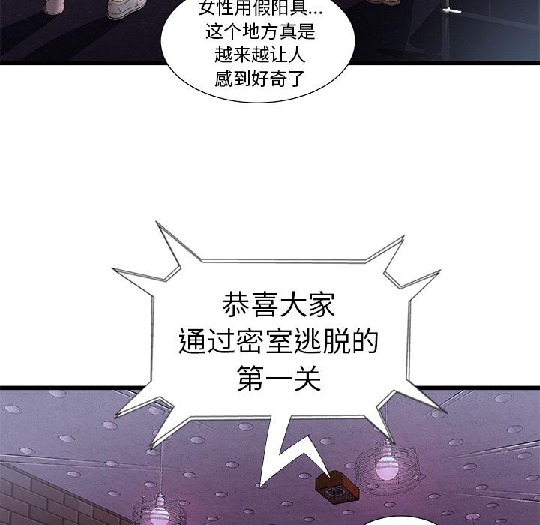 女性用假阳具...
这个地方真是
越来越让人
感到好奇了
恭喜大家
通过密室逃脱的
第一关